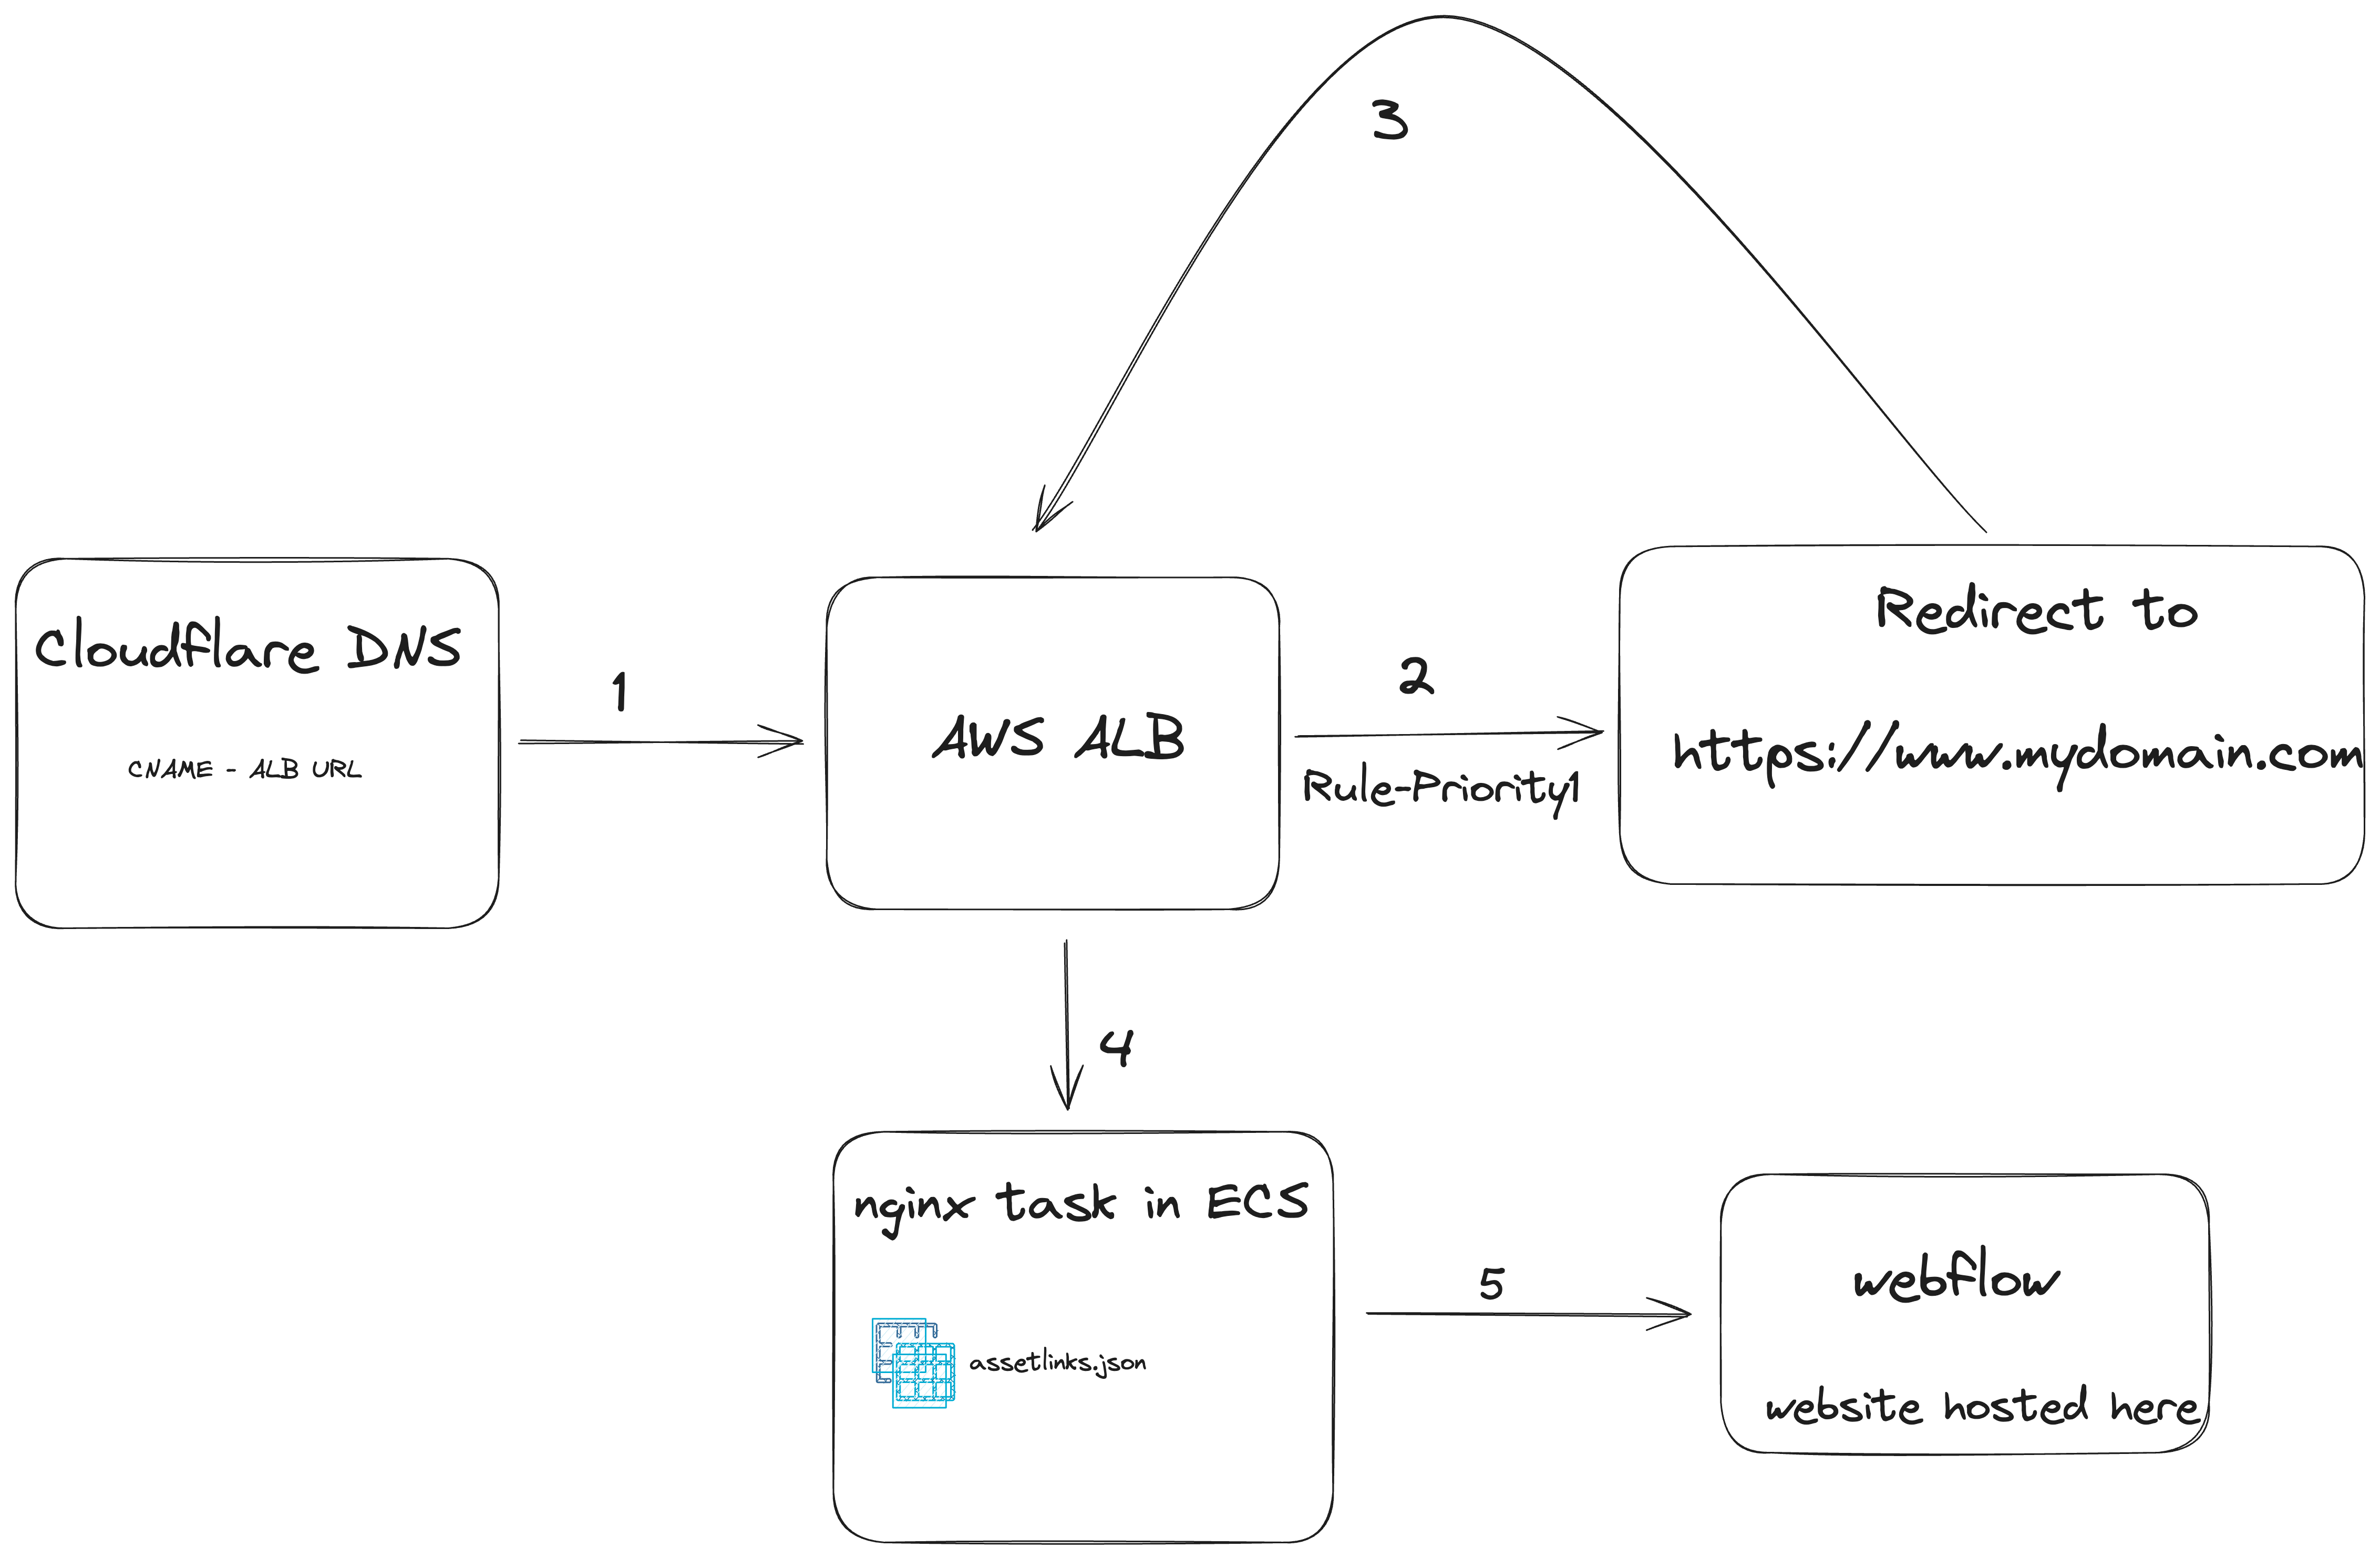 3
Cloudflare DNS
CNAME - ALB URL
1
AWS ALB
2
Rule-Priority1
Redirect to
https://www.mydomain.com
4
nginx task in ECS
assetlinks.json
5
webflow
website hosted here